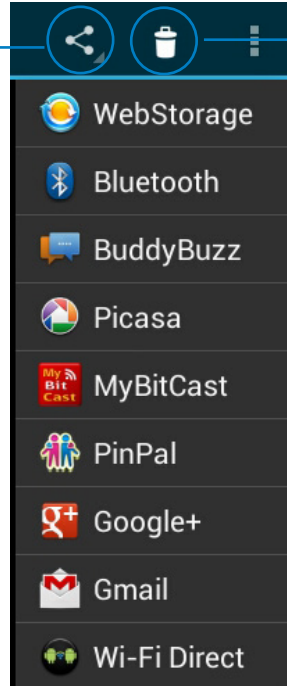 WebStorage
Bluetooth
BuddyBuzz
Picasa
My
Bit
Cast
MyBitCast
PinPal
g+
Google+
Gmail
Wi-Fi Direct